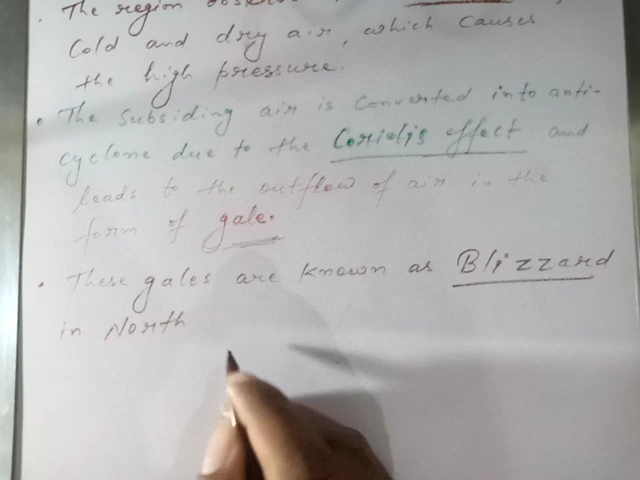 . The region
Cold and dry air, which causes
the high pressure.
• The Subsiding air is Converted into anti-
cyclone due to the Coriolis effect and
leads to the outflow of air in the
form of gale.
• These gales are known as Blizzard
in North